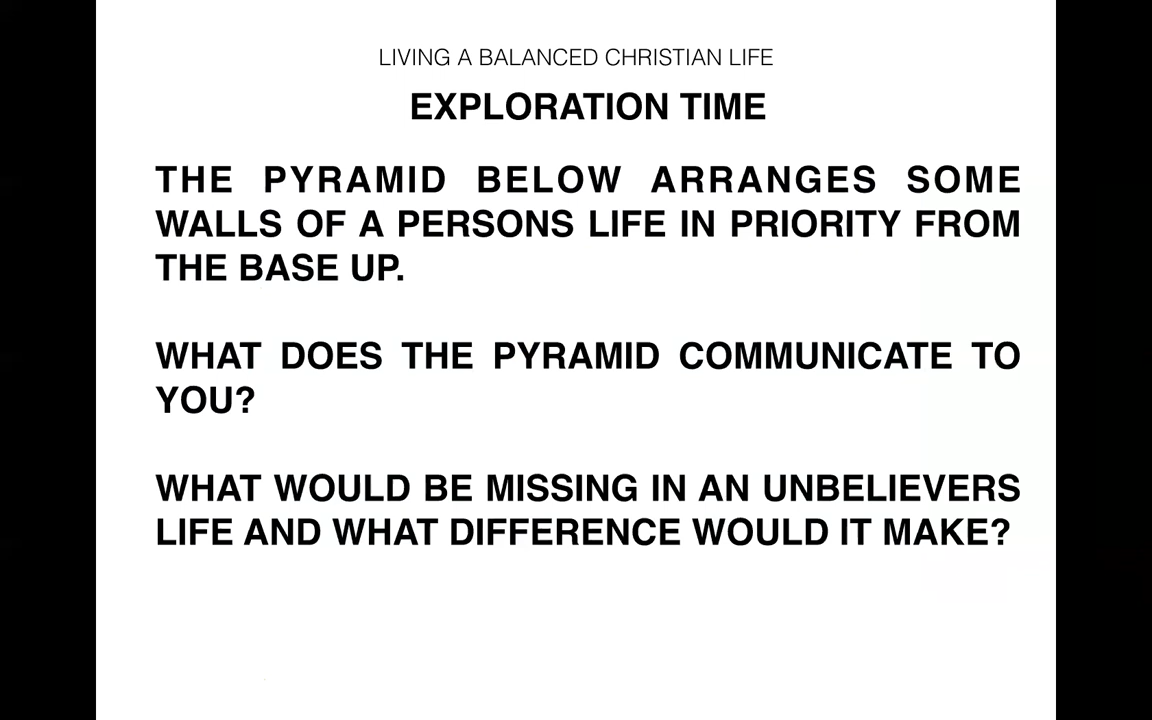 LIVING A BALANCED CHRISTIAN LIFE
EXPLORATION TIME
THE PYRAMID BELOW ARRANGES SOME
WALLS OF A PERSONS LIFE IN PRIORITY FROM
THE BASE UP.
WHAT DOES THE PYRAMID COMMUNICATE TO
YOU?
WHAT WOULD BE MISSING IN AN UNBELIEVERS
LIFE AND WHAT DIFFERENCE WOULD IT MAKE?